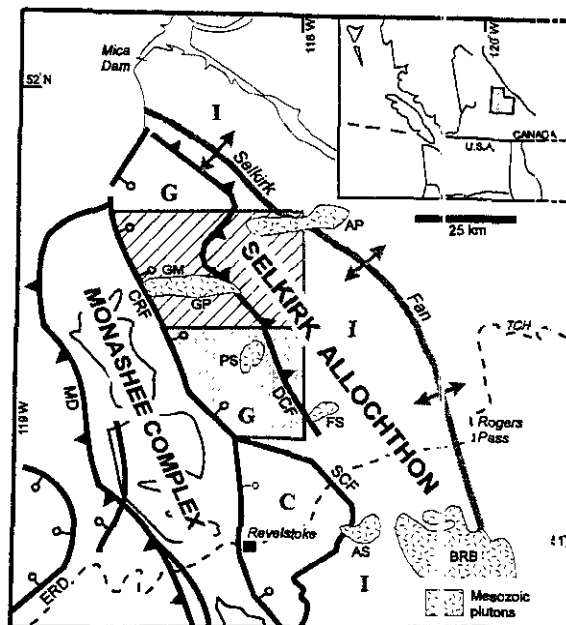 Mica
Dam
118 W
120°W
52°N
I
CANADA
U.S.A.
Selkirk
G
25 km
AP
GM
GP
SELKIRK
ALLOCHTHON
Fan
I
CRF
MONASHEE
COMPLEX
MD
119 W
TCH
PS
DCF
G
FS
Rogers
Pass
SCF
C
Revelstoke
AS
BRB
ERD
I
Mesozoic
plutons